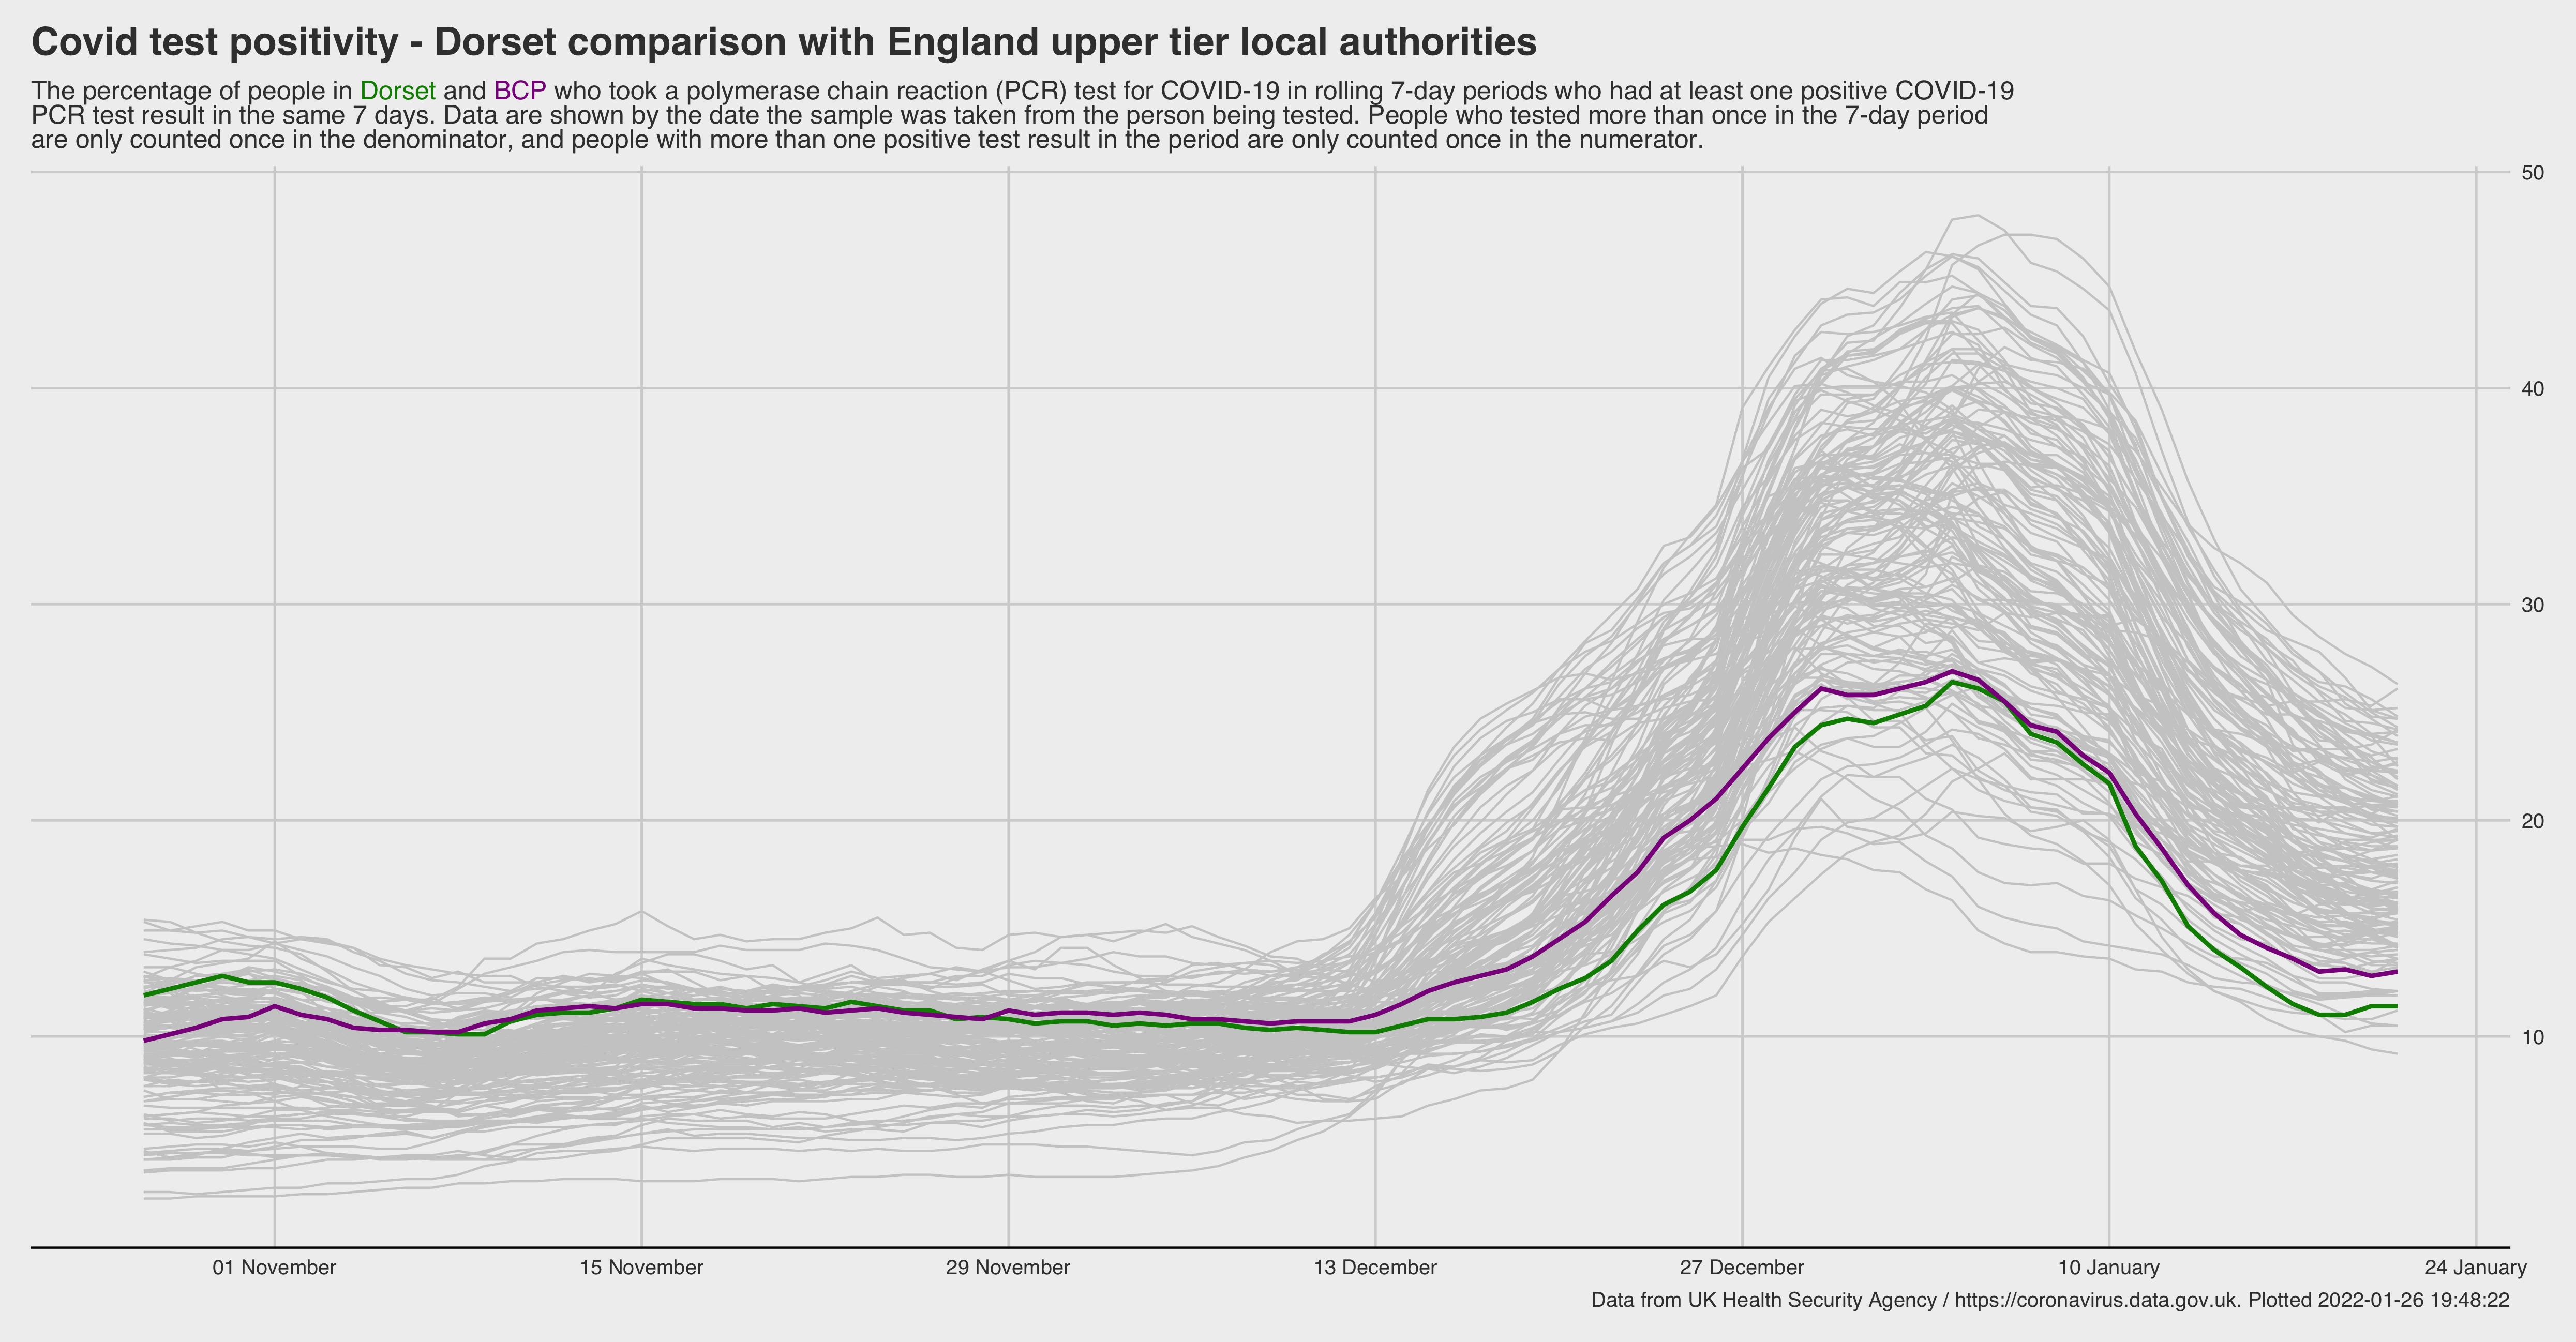 Covid test positivity - Dorset comparison with England upper tier local authorities
The percentage of people in Dorset and BCP who took a polymerase chain reaction (PCR) test for COVID-19 in rolling 7-day periods who had at least one positive COVID-19
PCR test result in the same 7 days. Data are shown by the date the sample was taken from the person being tested. People who tested more than once in the 7-day period
are only counted once in the denominator, and people with more than one positive test result in the period are only counted once in the numerator.
50
40
30
20
10
01 November
15 November
29 November
13 December
27 December
10 January
24 January
Data from UK Health Security Agency / https://coronavirus.data.gov.uk. Plotted 2022-01-26 19:48:22